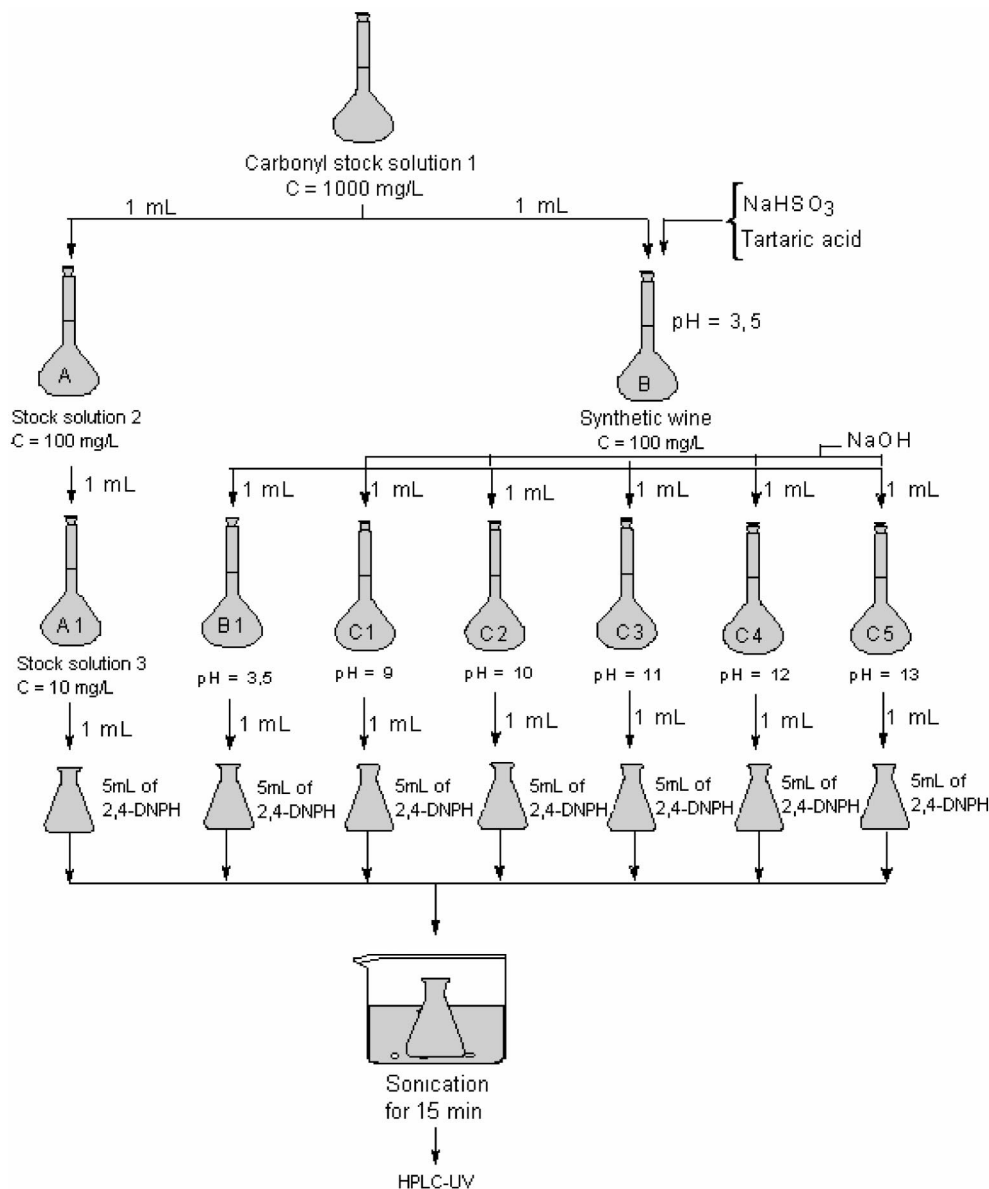 Carbonyl stock solution 1
C = 1000 mg/L
1 mL
1 mL
NaHSO3
Tartaric acid
A
B
pH = 3,5
Stock solution 2
C = 100 mg/L
Synthetic wine
C = 100 mg/L
NaOH
1 mL
1 mL
1 mL
1 mL
1 mL
1 mL
1 mL
A1
B1
C1
C2
C3
C4
C5
Stock solution 3
C = 10 mg/L
pH = 3,5
pH = 9
pH = 10
pH = 11
pH = 12
pH = 13
1 mL
1 mL
1 mL
1 mL
1 mL
1 mL
1 mL
5mL of
2,4-DNPH
5mL of
2,4-DNPH
5mL of
2,4-DNPH
5mL of
2,4-DNPH
5mL of
2,4-DNPH
5mL of
2,4-DNPH
5mL of
2,4-DNPH
Sonication
for 15 min
HPLC-UV